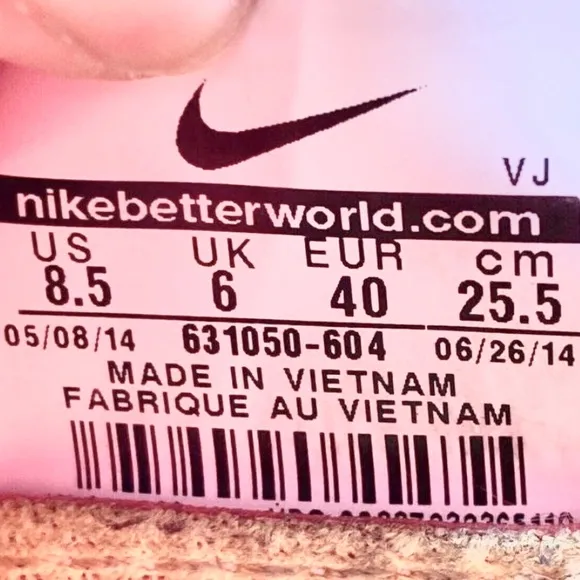 VJ
nikebetterworld.com
US UK EUR cm
8.5 6 40 25.5
05/08/14 631050-604 06/26/14
MADE IN VIETNAM
FABRIQUE AU VIETNAM